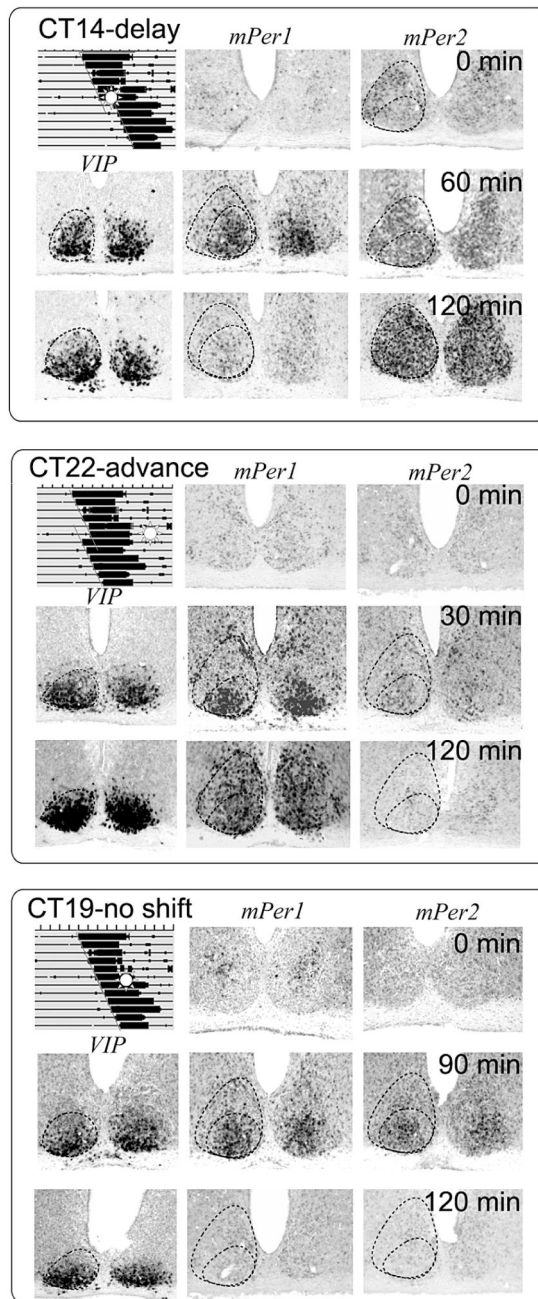 CT14-delay
mPer1
mPer2
0 min
VIP
60 min
120 min
CT22-advance
mPer1
mPer2
0 min
VIP
30 min
120 min
CT19-no shift
mPer1
mPer2
0 min
VIP
90 min
120 min